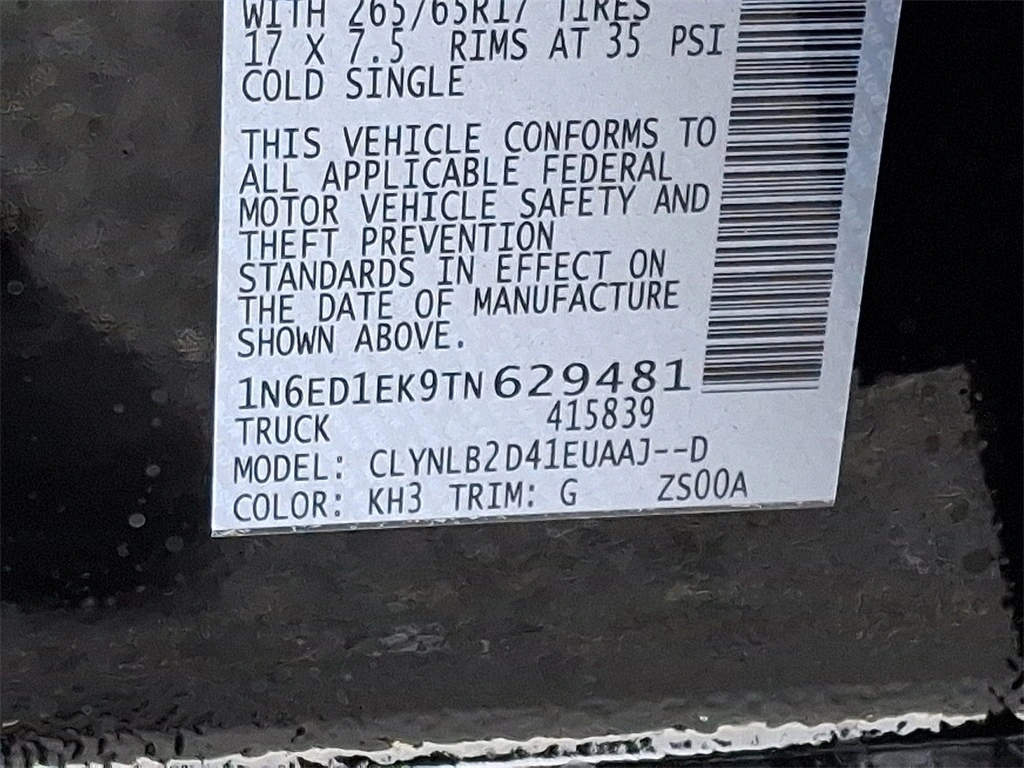 WITH 265/65R17 TIRES
17 X 7.5 RIMS AT 35 PSI
COLD SINGLE
THIS VEHICLE CONFORMS TO
ALL APPLICABLE FEDERAL
MOTOR VEHICLE SAFETY AND
THEFT PREVENTION
STANDARDS IN EFFECT ON
THE DATE OF MANUFACTURE
SHOWN ABOVE.
1N6ED1EK9TN629481
TRUCK 415839
MODEL: CLYNLB2D41EUAAJ--D
COLOR: KH3 TRIM: G ZS00A